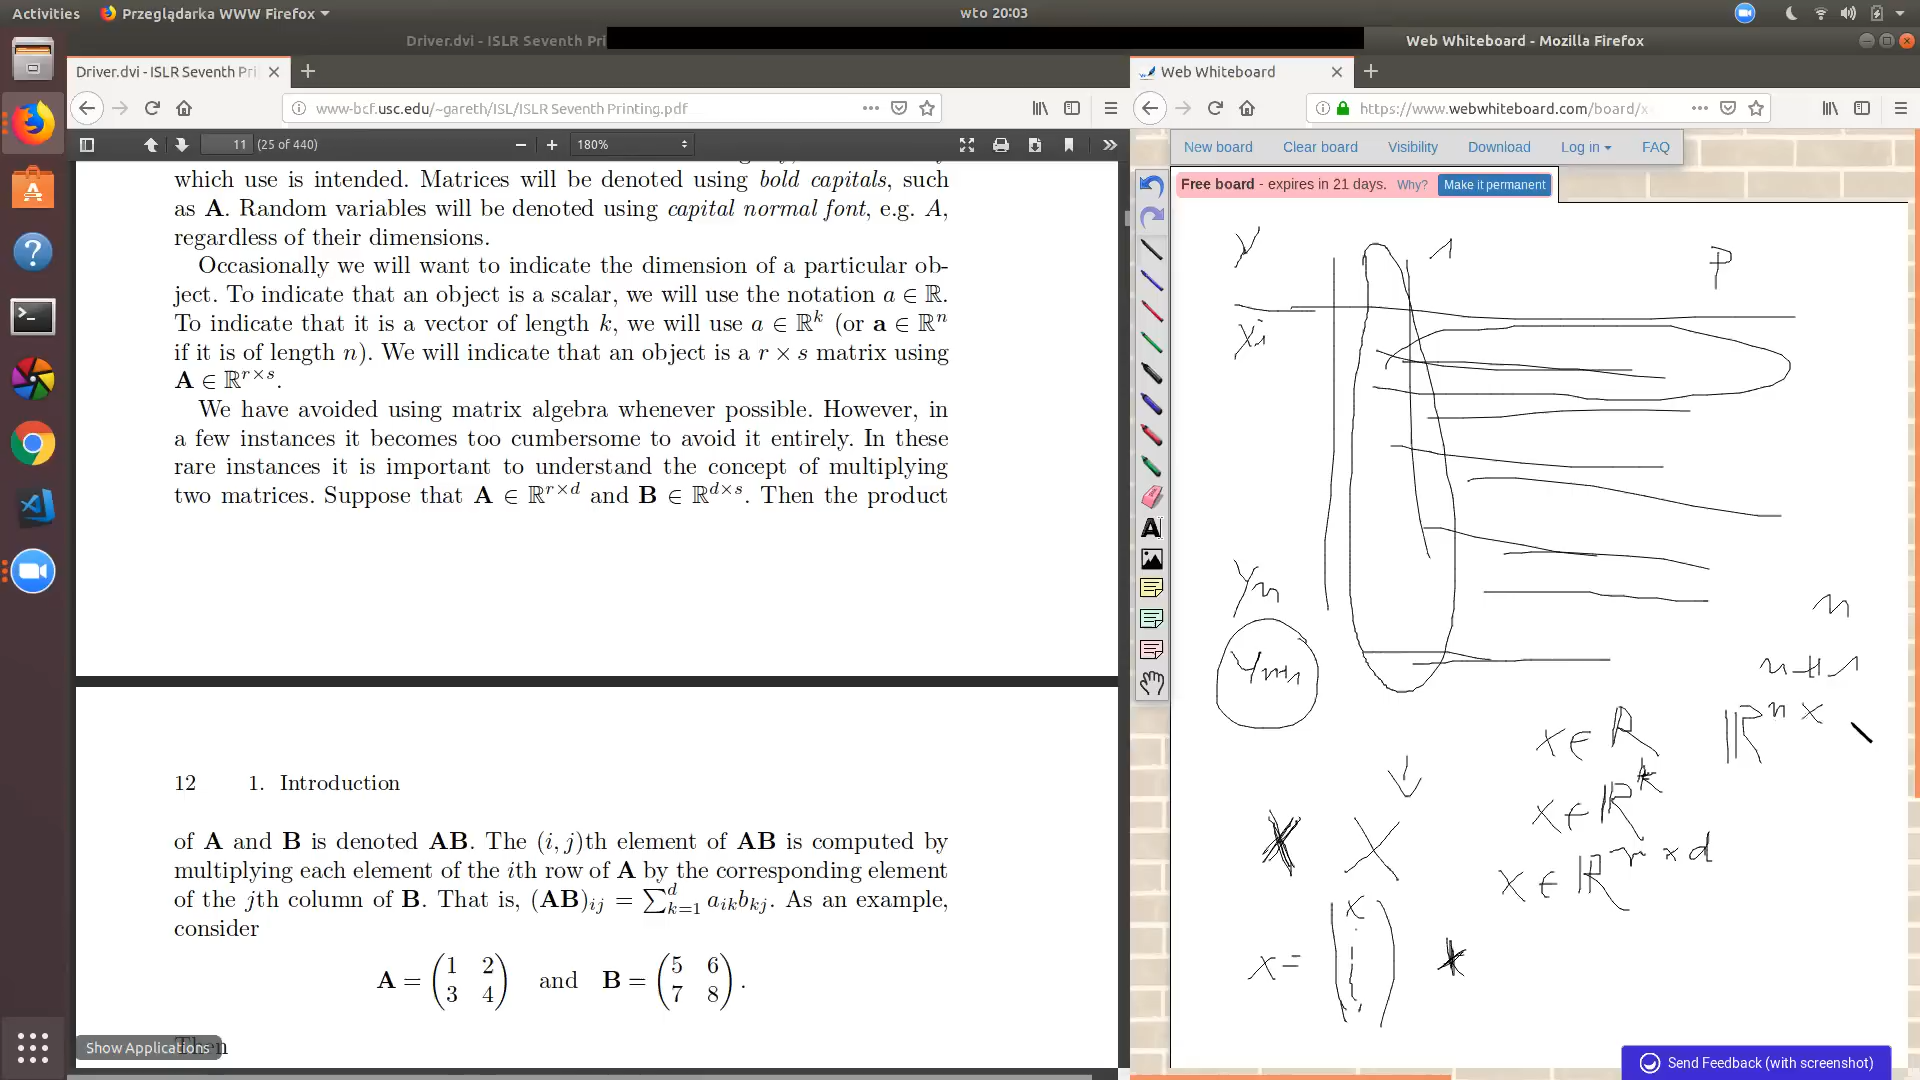 Activities
Przeglądarka WWW Firefox
wto 20:03
Driver.dvi - ISLR Seventh Pri
Web Whiteboard - Mozilla Firefox
Driver.dvi - ISLR Seventh Pri
Web Whiteboard
www-bcf.usc.edu/~gareth/ISL/ISLR Seventh Printing.pdf
https://www.webwhiteboard.com/board/x
11 (25 of 440)
180%
New board
Clear board
Visibility
Download
Log in
FAQ
Free board - expires in 21 days. Why? Make it permanent
which use is intended. Matrices will be denoted using bold capitals, such
as A. Random variables will be denoted using capital normal font, e.g. A,
regardless of their dimensions.
Occasionally we will want to indicate the dimension of a particular ob-
ject. To indicate that an object is a scalar, we will use the notation a ∈ ℝ.
To indicate that it is a vector of length k, we will use a ∈ ℝ^k (or a ∈ ℝ^n
if it is of length n). We will indicate that an object is a r × s matrix using
A ∈ ℝ^{r×s}.
We have avoided using matrix algebra whenever possible. However, in
a few instances it becomes too cumbersome to avoid it entirely. In these
rare instances it is important to understand the concept of multiplying
two matrices. Suppose that A ∈ ℝ^{r×d} and B ∈ ℝ^{d×s}. Then the product
12 1. Introduction
of A and B is denoted AB. The (i, j)th element of AB is computed by
multiplying each element of the ith row of A by the corresponding element
of the jth column of B. That is, (AB)_{ij} = ∑_{k=1}^{d} a_{ik}b_{kj}. As an example,
consider
A = (1 2
3 4) and B = (5 6
7 8).
Show Applications
y 1 p
xi
yn
n
yn+1
n+1
x ∈ R
ℝ^n ×
x ∈ ℝ^k
X
x =
x
Send Feedback (with screenshot)